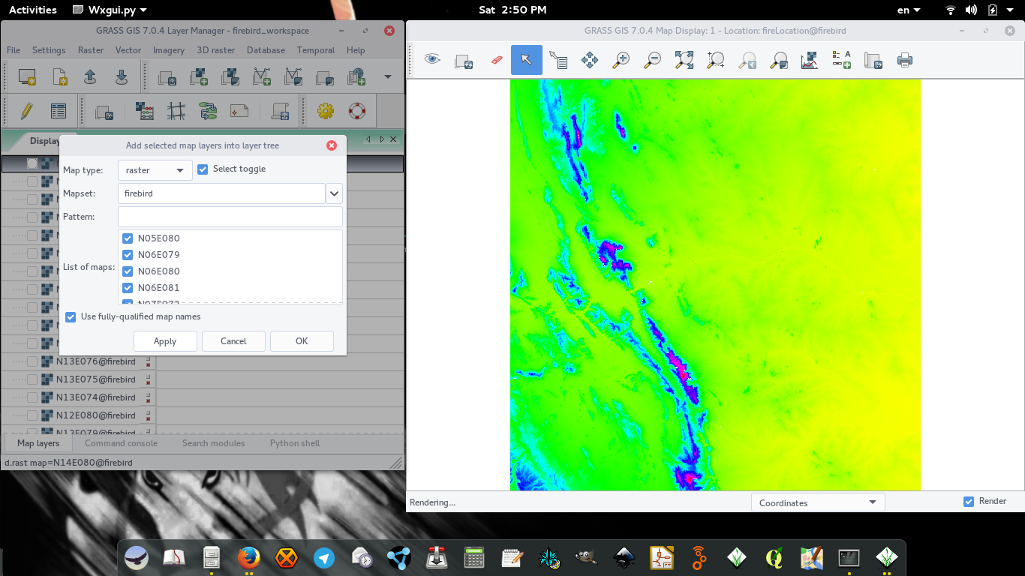 Activities Wxgui.py Sat 2:50 PM en
GRASS GIS 7.0.4 Layer Manager - firebird_workspace
File Settings Raster Vector Imagery 3D raster Database Temporal Help
Display
Add selected map layers into layer tree
Map type: raster Select toggle
Mapset: firebird
Pattern:
List of maps:
N05E080
N06E079
N06E080
N06E081
Use fully-qualified map names
Apply Cancel OK
N13E076@firebird
N13E075@firebird
N13E074@firebird
N12E080@firebird
N12E079@firebird
Map layers Command console Search modules Python shell
d.rast map=N14E080@firebird
GRASS GIS 7.0.4 Map Display: 1 - Location: fireLocation@firebird
Rendering... Coordinates Render